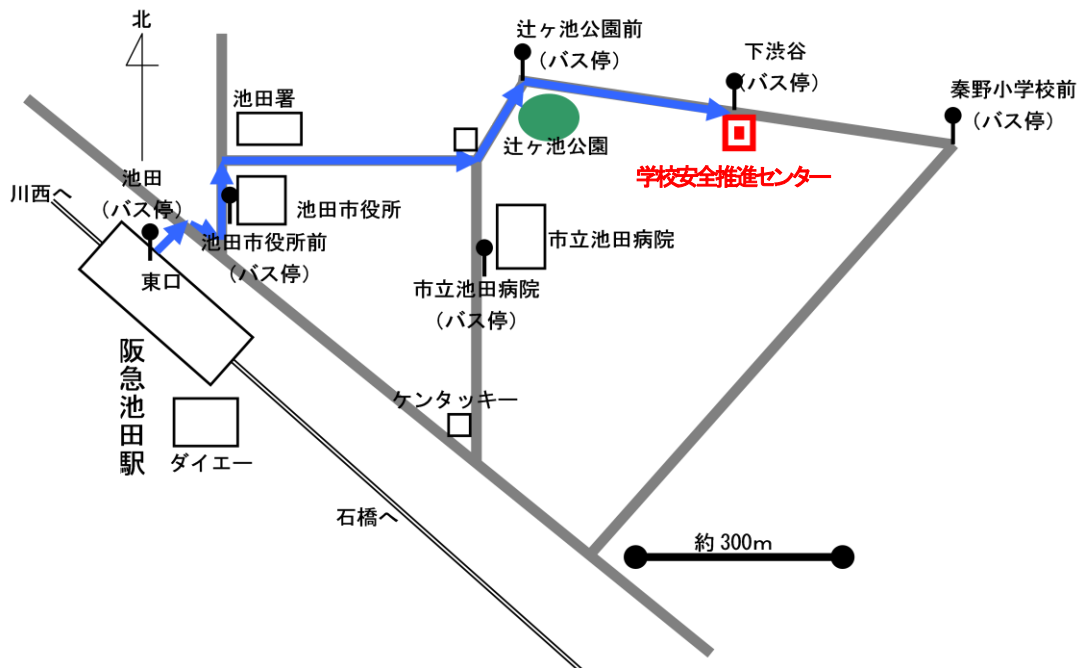 北
辻ヶ池公園前
（バス停）
下渋谷
（バス停）
秦野小学校前
（バス停）
池田署
辻ヶ池公園
学校安全推進センター
池田
（バス停）
川西へ
池田市役所
池田市役所前
（バス停）
市立池田病院
東口
市立池田病院
（バス停）
阪急池田駅
ケンタッキー
ダイエー
石橋へ
約300m